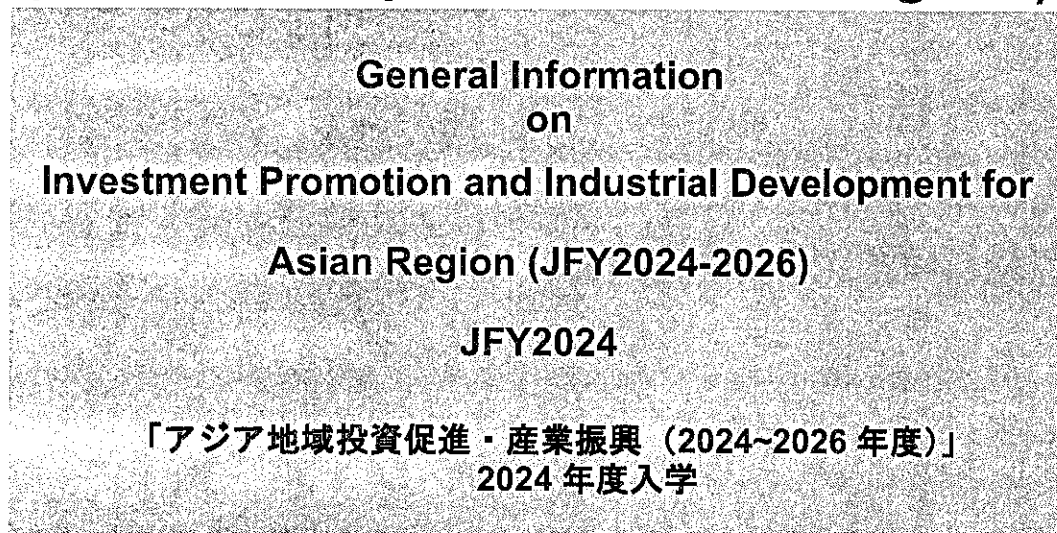 General Information
on
Investment Promotion and Industrial Development for
Asian Region (JFY2024-2026)
JFY2024
「アジア地域投資促進・産業振興（2024~2026 年度）」
2024 年度入学